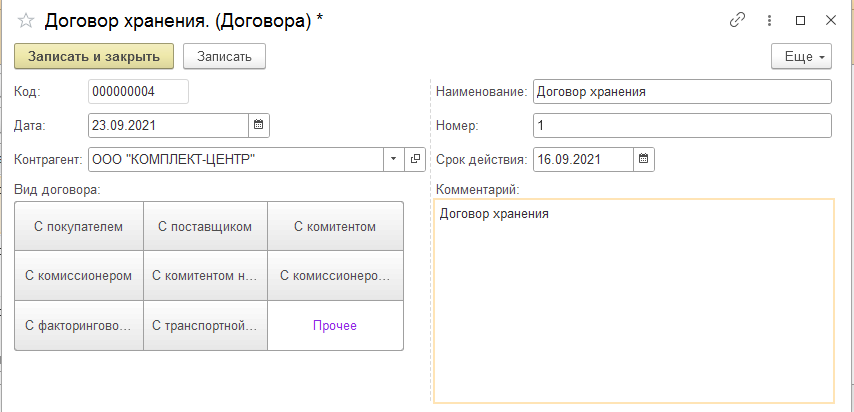 Договор хранения. (Договора) *
Записать и закрыть
Записать
Еще
Код: 000000004
Наименование: Договор хранения
Дата: 23.09.2021
Номер: 1
Контрагент: ООО "КОМПЛЕКТ-ЦЕНТР"
Срок действия: 16.09.2021
Вид договора:
С покупателем
С поставщиком
С комитентом
С комиссионером
С комитентом н...
С комиссионеро...
С факторингово...
С транспортной...
Прочее
Комментарий:
Договор хранения